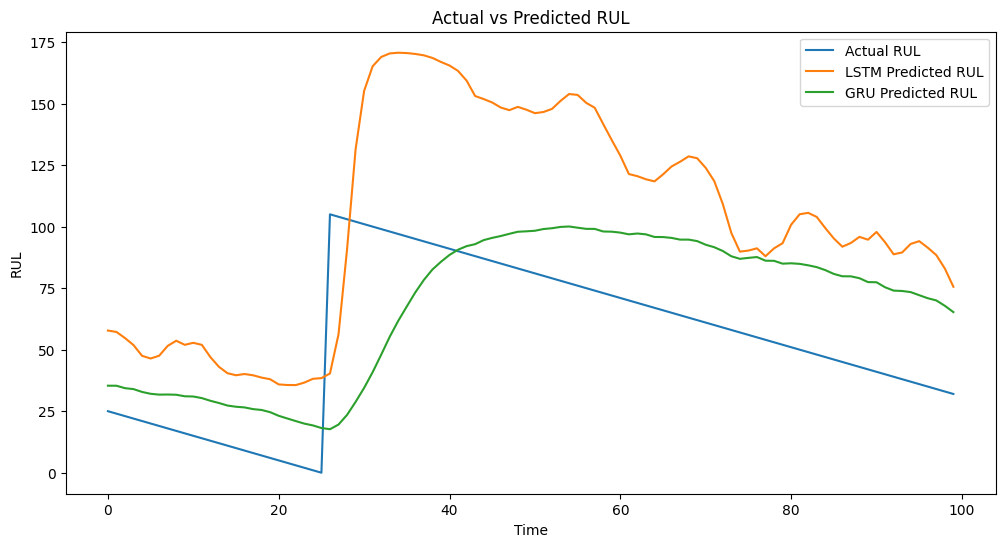 Actual vs Predicted RUL
Actual RUL
LSTM Predicted RUL
GRU Predicted RUL
RUL
175
150
125
100
75
50
25
0
0 20 40 60 80 100
Time